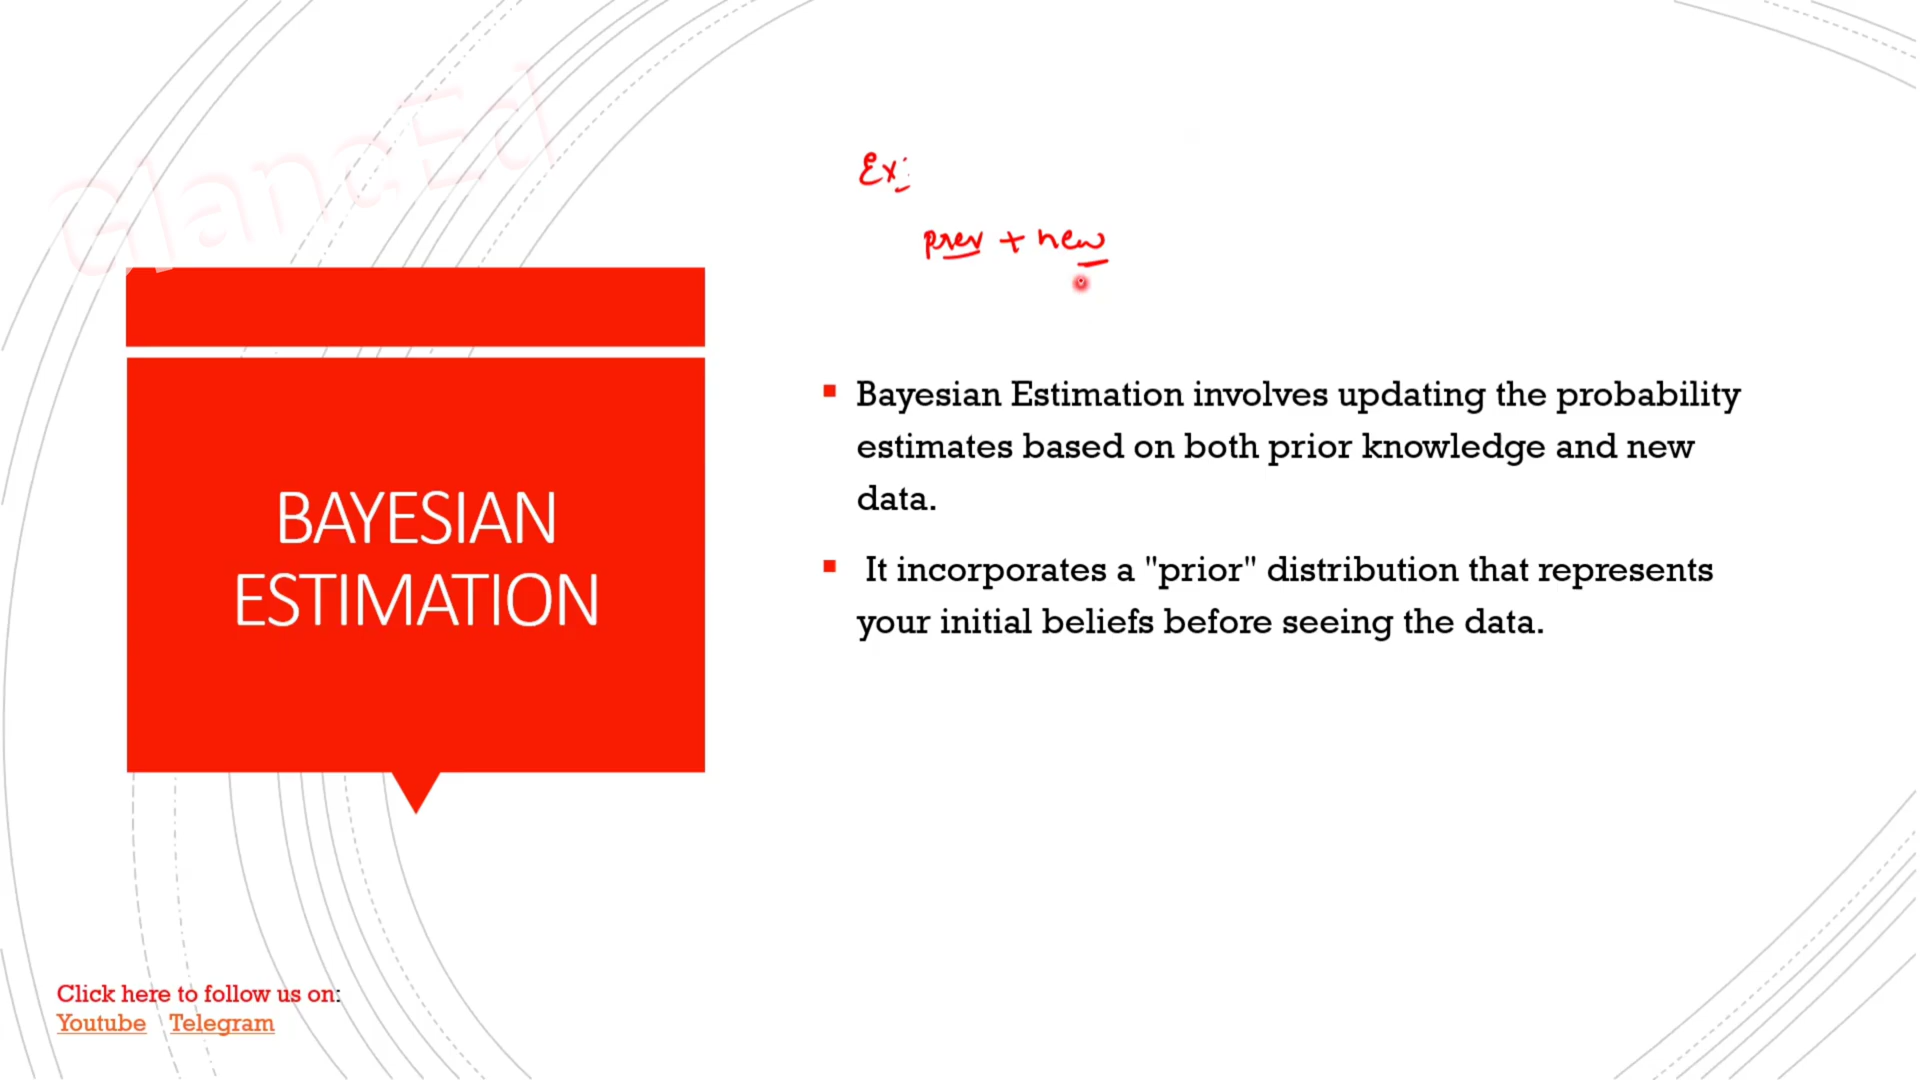 GlancEd
Ex:
prev + new
BAYESIAN
ESTIMATION
▪ Bayesian Estimation involves updating the probability
estimates based on both prior knowledge and new
data.
▪ It incorporates a "prior" distribution that represents
your initial beliefs before seeing the data.
Click here to follow us on:
Youtube Telegram